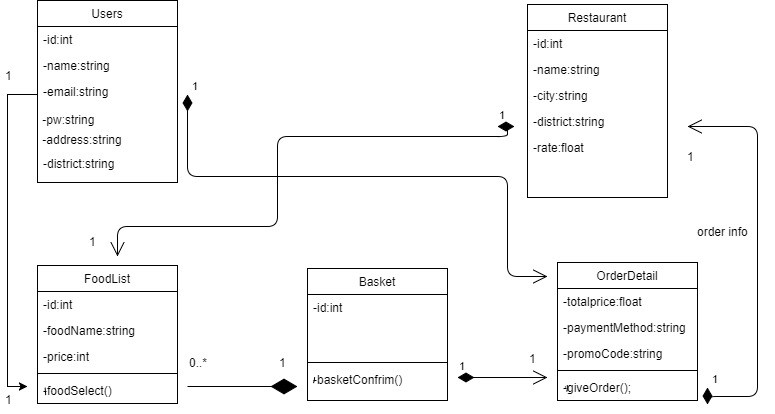 Users
-id:int
-name:string
-email:string
-pw:string
-address:string
-district:string
Restaurant
-id:int
-name:string
-city:string
-district:string
-rate:float
1
1
1
1
1
order info
FoodList
-id:int
-foodName:string
-price:int
+foodSelect()
1
0..*
1
Basket
-id:int
+basketConfrim()
1
1
OrderDetail
-totalprice:float
-paymentMethod:string
-promoCode:string
+giveOrder();
1